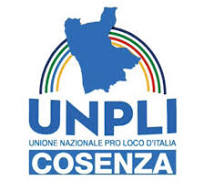 UNPLI
UNIONE NAZIONALE PRO LOCO D'ITALIA
COSENZA